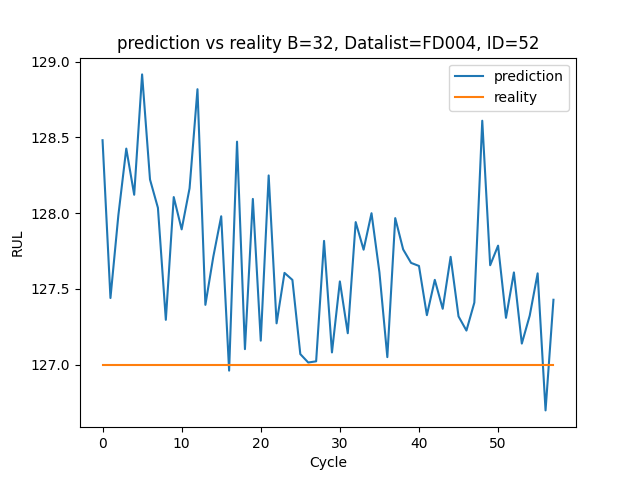 prediction vs reality B=32, Datalist=FD004, ID=52
prediction
reality
RUL
129.0
128.5
128.0
127.5
127.0
0 10 20 30 40 50
Cycle